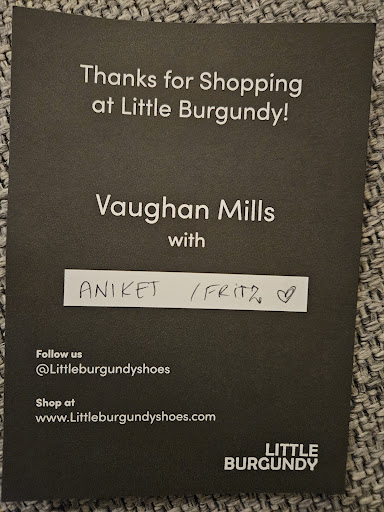 Thanks for Shopping
at Little Burgundy!
Vaughan Mills
with
ANIKET / FRITZ ♡
Follow us
@Littleburgundyshoes
Shop at
www.Littleburgundyshoes.com
LITTLE
BURGUNDY